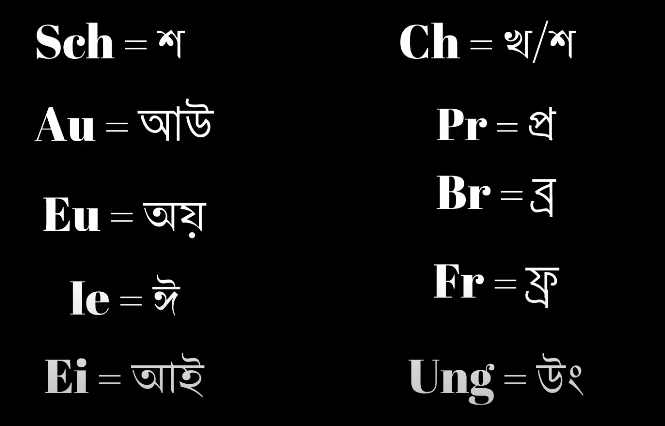 Sch = শ
Au = আউ
Eu = অয়
Ie = ঈ
Ei = আই
Ch = খ/শ
Pr = প্র
Br = ব্র
Fr = ফ্র
Ung = উং